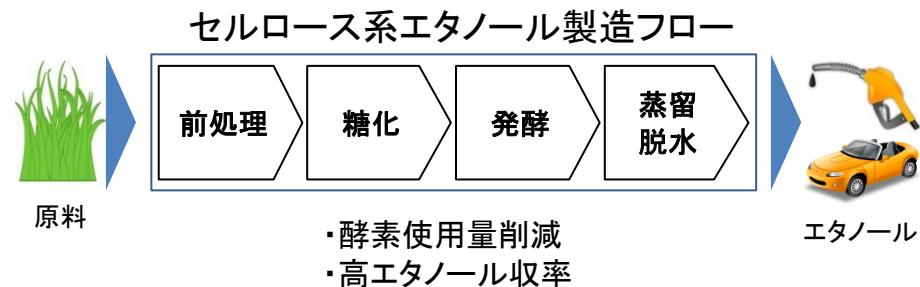 セルロース系エタノール製造フロー
前処理
糖化
発酵
蒸留
脱水
原料
エタノール
・酵素使用量削減
・高エタノール収率